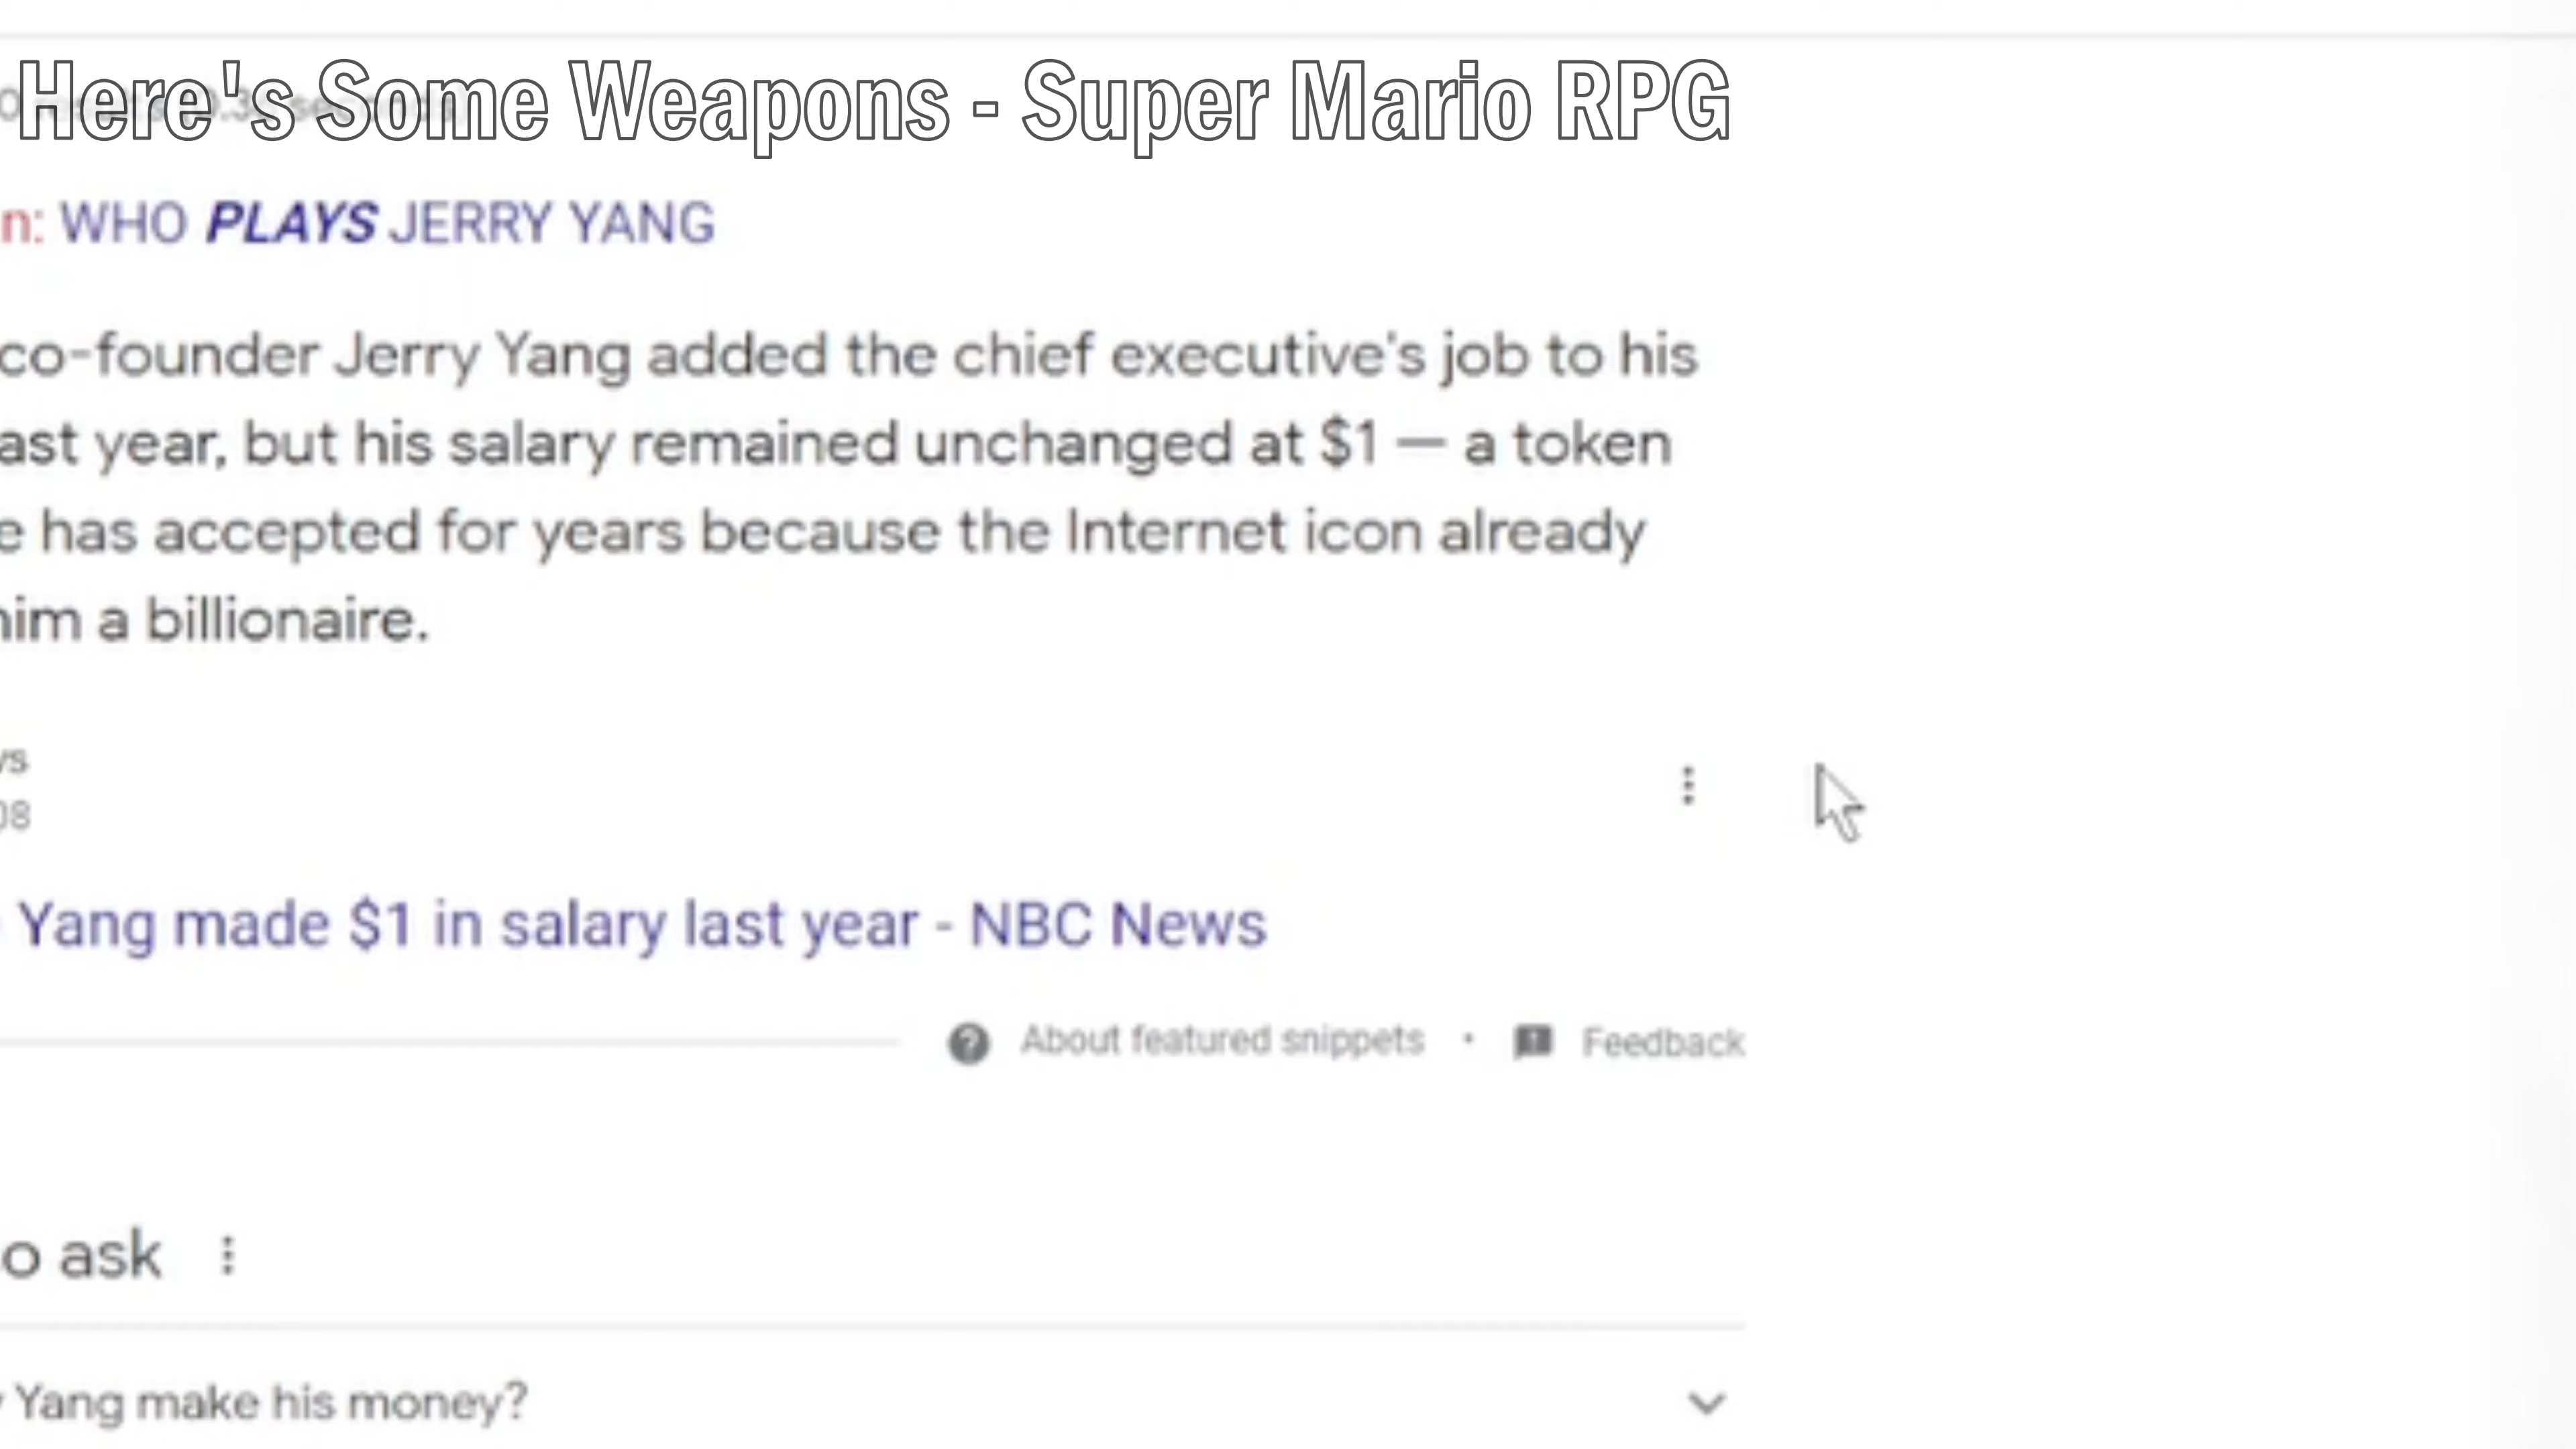 Here's Some Weapons - Super Mario RPG
n: WHO PLAYS JERRY YANG
co-founder Jerry Yang added the chief executive's job to his
ast year, but his salary remained unchanged at $1 — a token
e has accepted for years because the Internet icon already
him a billionaire.
ws
08
Yang made $1 in salary last year - NBC News
About featured snippets · Feedback
o ask
Yang make his money?